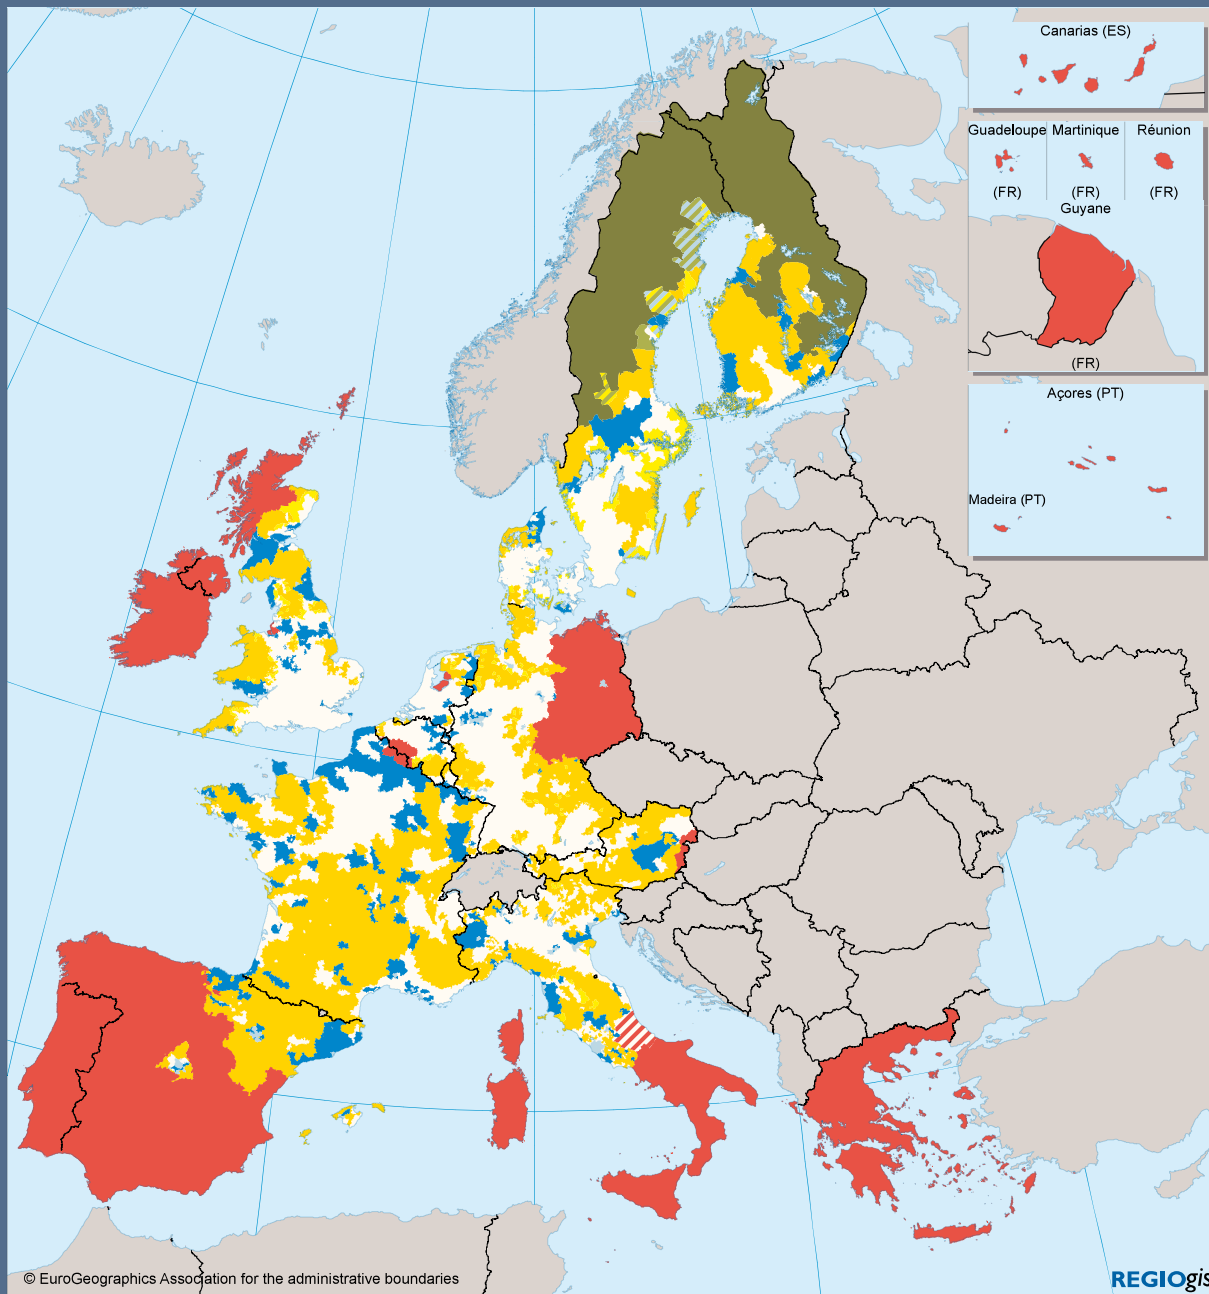 Canarias (ES)
Guadeloupe Martinique Réunion
(FR) (FR) (FR)
Guyane
(FR)
Açores (PT)
Madeira (PT)
© EuroGeographics Association for the administrative boundaries
REGIOgis